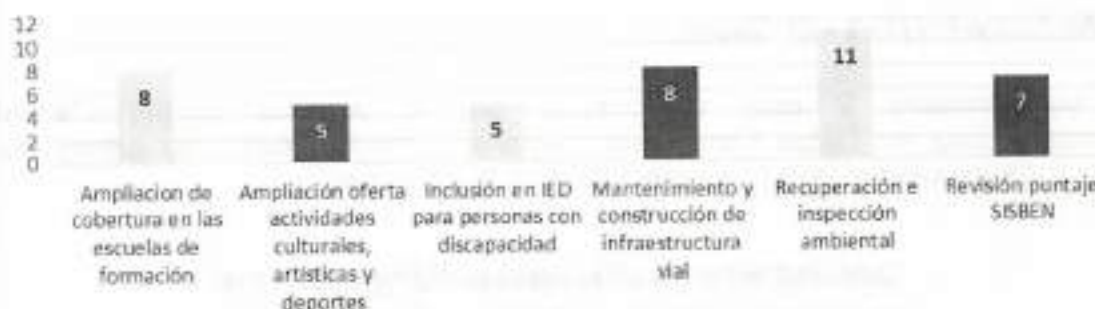 12
10
8
6
4
2
0
8
5
5
8
11
7
Ampliacion de
cobertura en las
escuelas de
formación
Ampliación oferta
actividades
culturales,
artísticas y
deportes
Inclusión en IED
para personas con
discapacidad
Mantenimiento y
construcción de
infraestructura
vial
Recuperación e
inspección
ambiental
Revisión puntaje
SISBEN